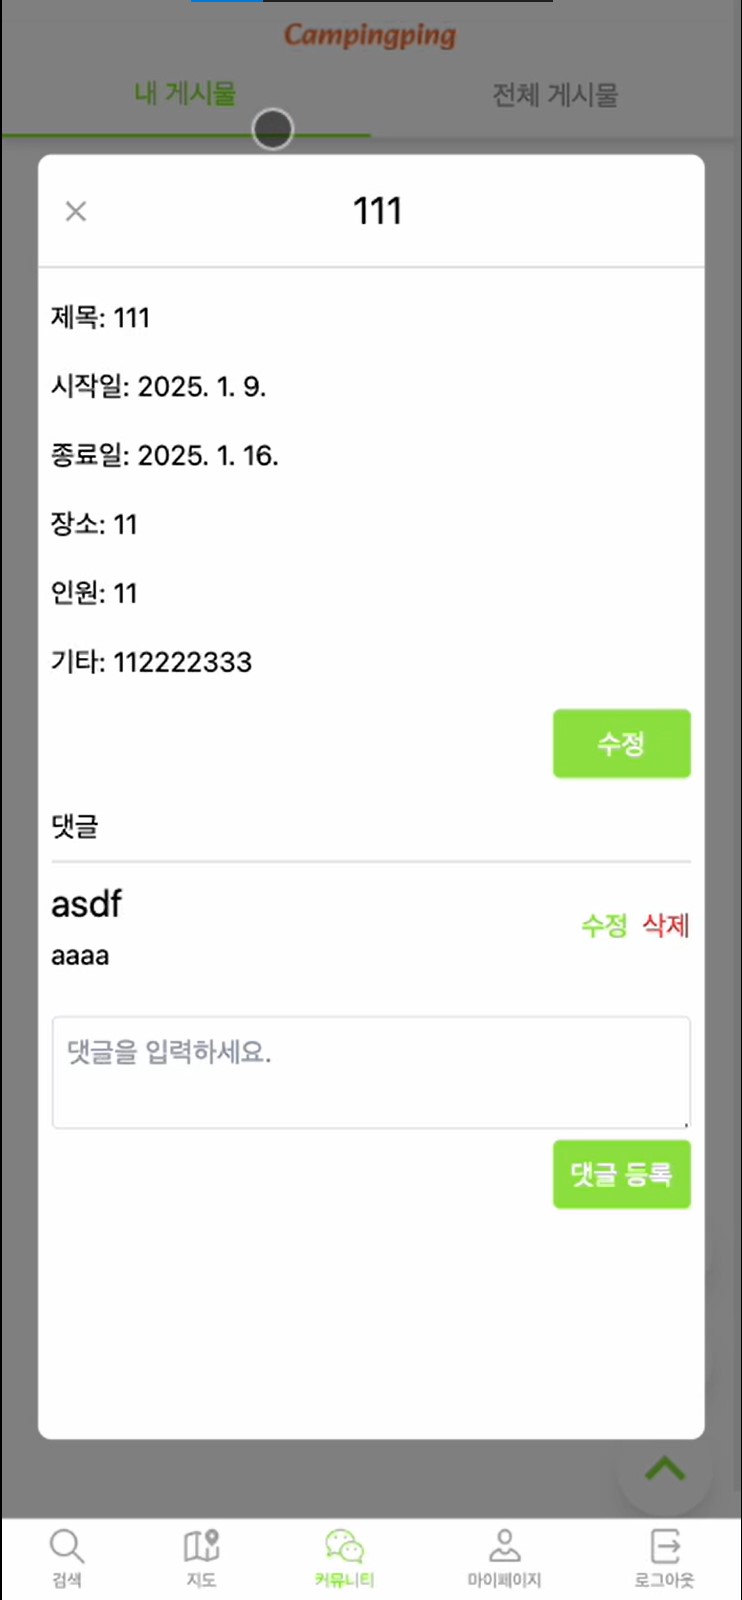 Campingping
내 게시물 전체 게시물
111
제목: 111
시작일: 2025. 1. 9.
종료일: 2025. 1. 16.
장소: 11
인원: 11
기타: 112222333
수정
댓글
asdf
수정 삭제
aaaa
댓글을 입력하세요.
댓글 등록
검색 지도 커뮤니티 마이페이지 로그아웃